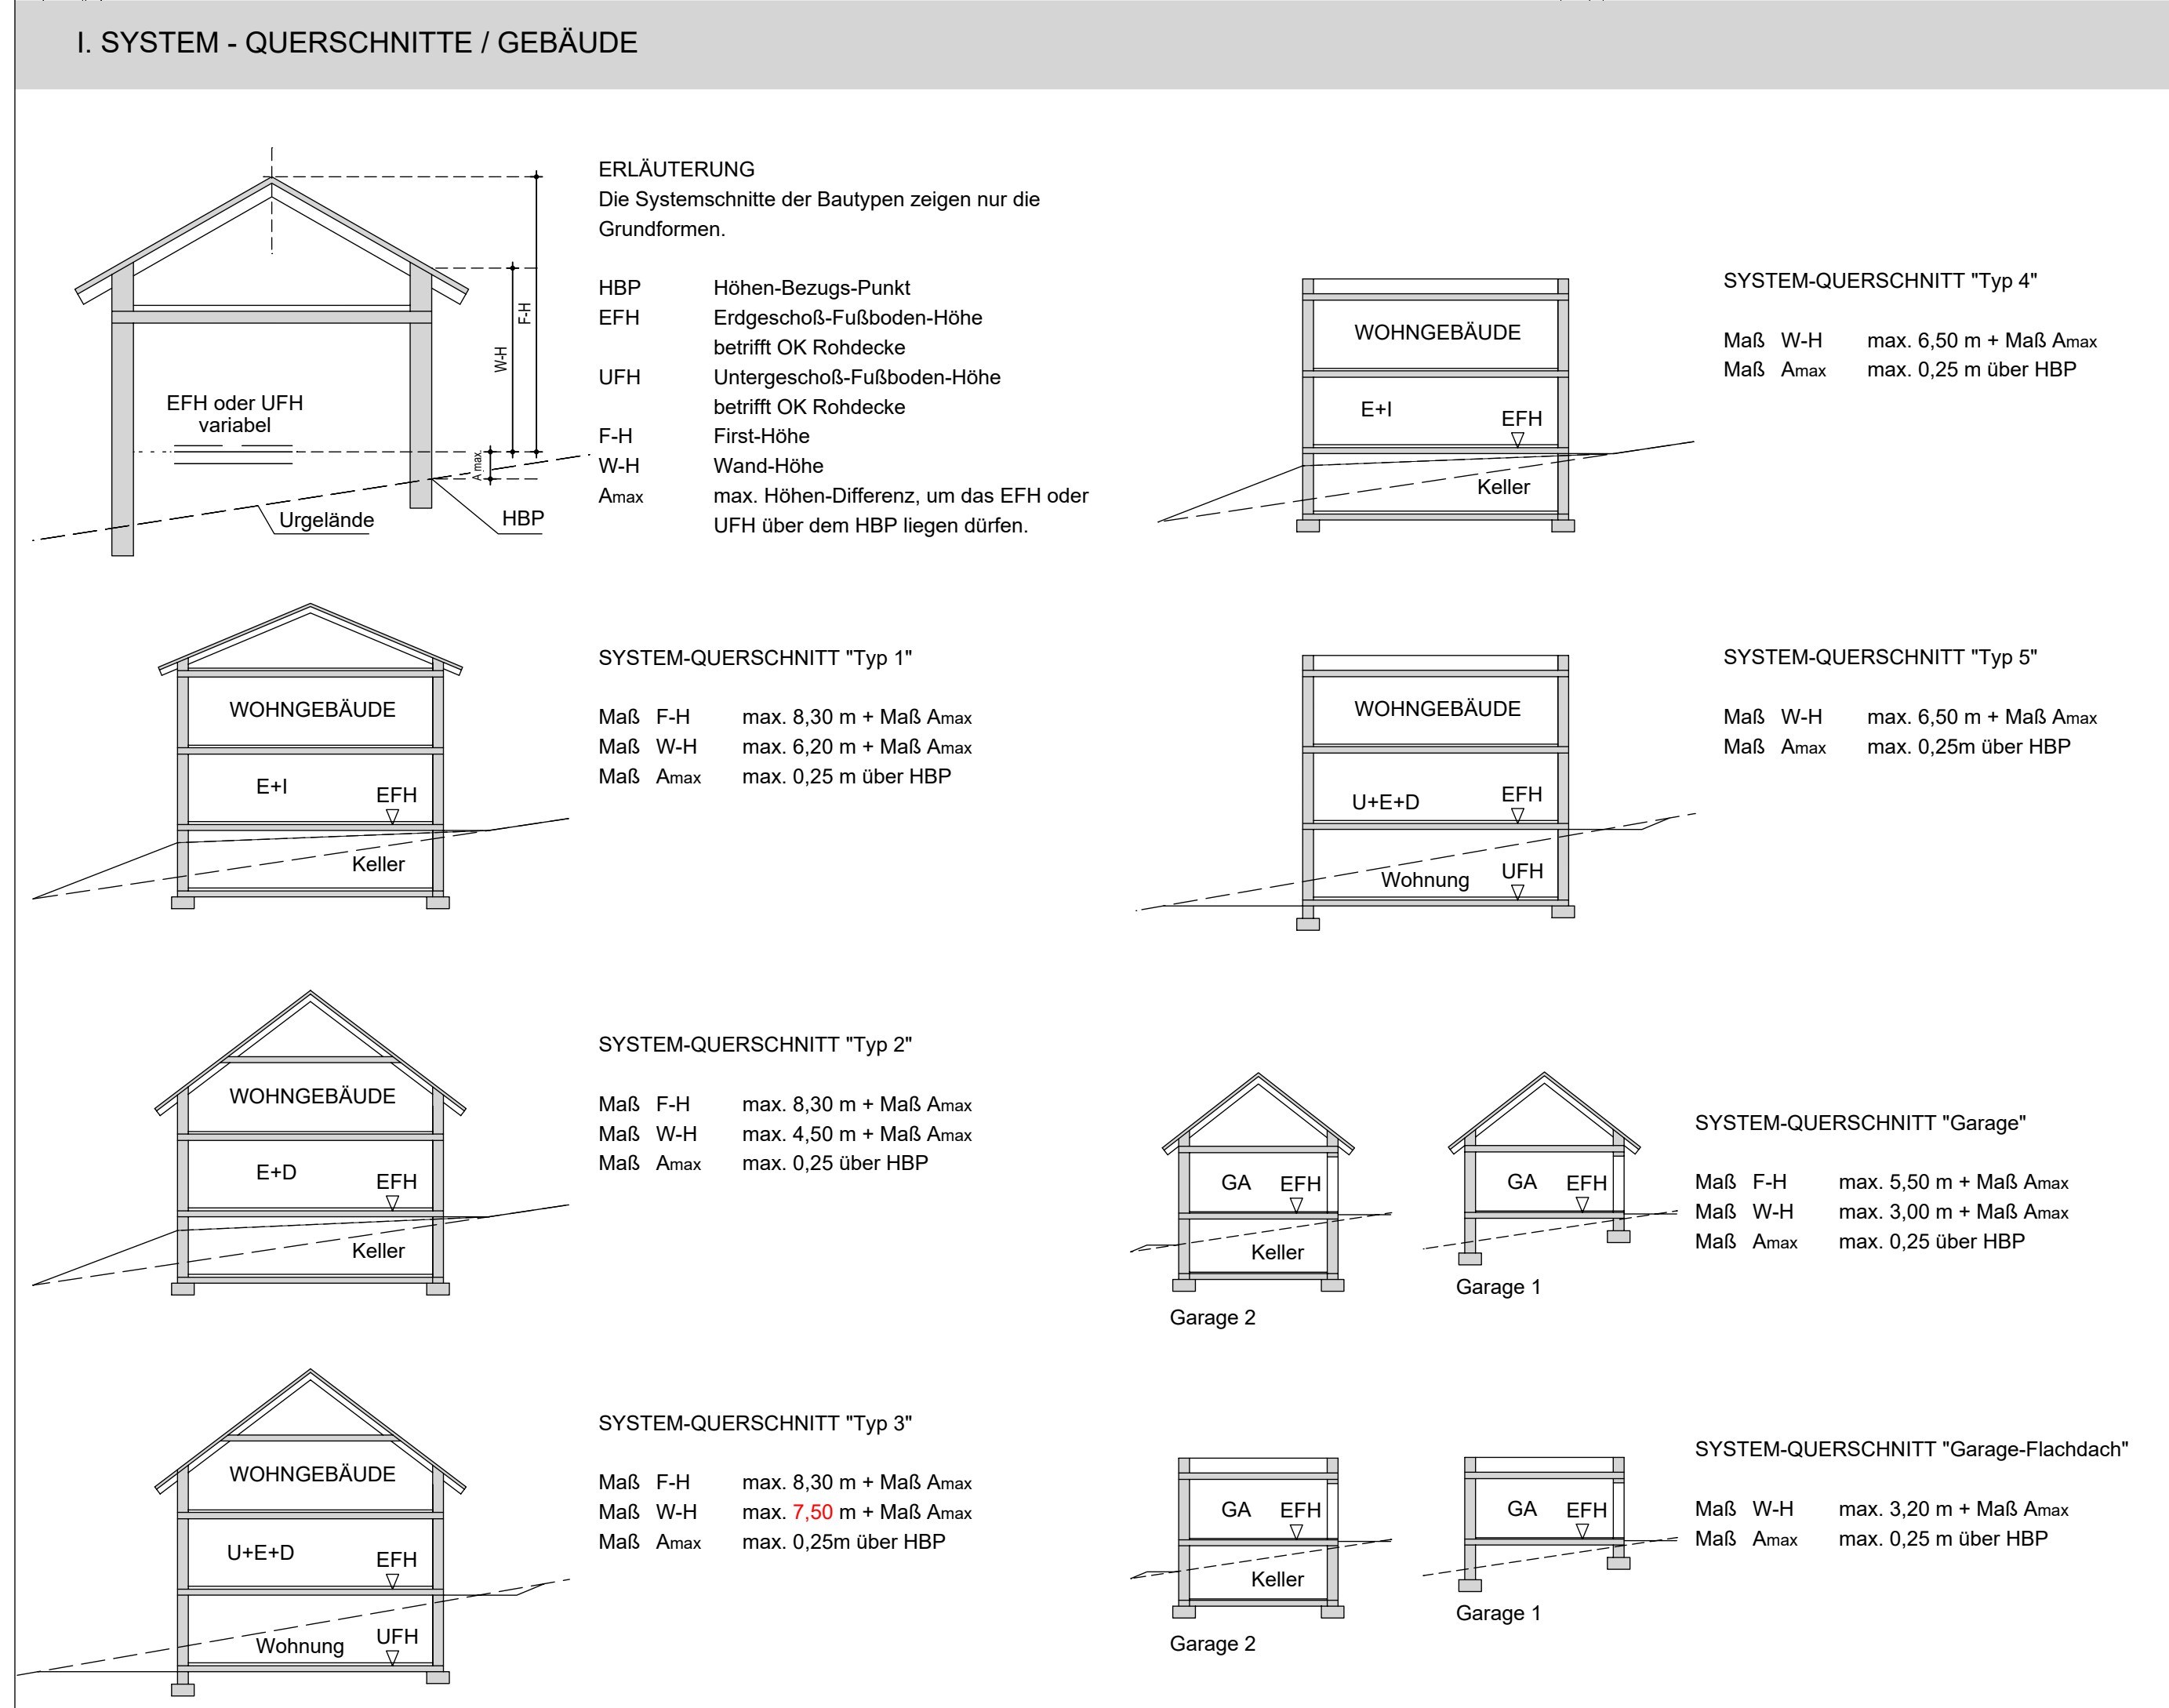 I. SYSTEM - QUERSCHNITTE / GEBÄUDE
F-H
W-H
A max.
EFH oder UFH
variabel
Urgelände
HBP
ERLÄUTERUNG
Die Systemschnitte der Bautypen zeigen nur die
Grundformen.
HBP Höhen-Bezugs-Punkt
EFH Erdgeschoß-Fußboden-Höhe
betrifft OK Rohdecke
UFH Untergeschoß-Fußboden-Höhe
betrifft OK Rohdecke
F-H First-Höhe
W-H Wand-Höhe
Amax max. Höhen-Differenz, um das EFH oder
UFH über dem HBP liegen dürfen.
WOHNGEBÄUDE
E+I
EFH
Keller
SYSTEM-QUERSCHNITT "Typ 1"
Maß F-H max. 8,30 m + Maß Amax
Maß W-H max. 6,20 m + Maß Amax
Maß Amax max. 0,25 m über HBP
WOHNGEBÄUDE
E+D
EFH
Keller
SYSTEM-QUERSCHNITT "Typ 2"
Maß F-H max. 8,30 m + Maß Amax
Maß W-H max. 4,50 m + Maß Amax
Maß Amax max. 0,25 über HBP
WOHNGEBÄUDE
U+E+D
EFH
Wohnung
UFH
SYSTEM-QUERSCHNITT "Typ 3"
Maß F-H max. 8,30 m + Maß Amax
Maß W-H max. 7,50 m + Maß Amax
Maß Amax max. 0,25m über HBP
WOHNGEBÄUDE
E+I
EFH
Keller
SYSTEM-QUERSCHNITT "Typ 4"
Maß W-H max. 6,50 m + Maß Amax
Maß Amax max. 0,25 m über HBP
WOHNGEBÄUDE
U+E+D
EFH
Wohnung
UFH
SYSTEM-QUERSCHNITT "Typ 5"
Maß W-H max. 6,50 m + Maß Amax
Maß Amax max. 0,25m über HBP
GA
EFH
Keller
Garage 2
GA
EFH
Garage 1
SYSTEM-QUERSCHNITT "Garage"
Maß F-H max. 5,50 m + Maß Amax
Maß W-H max. 3,00 m + Maß Amax
Maß Amax max. 0,25 über HBP
GA
EFH
Keller
Garage 2
GA
EFH
Garage 1
SYSTEM-QUERSCHNITT "Garage-Flachdach"
Maß W-H max. 3,20 m + Maß Amax
Maß Amax max. 0,25 m über HBP